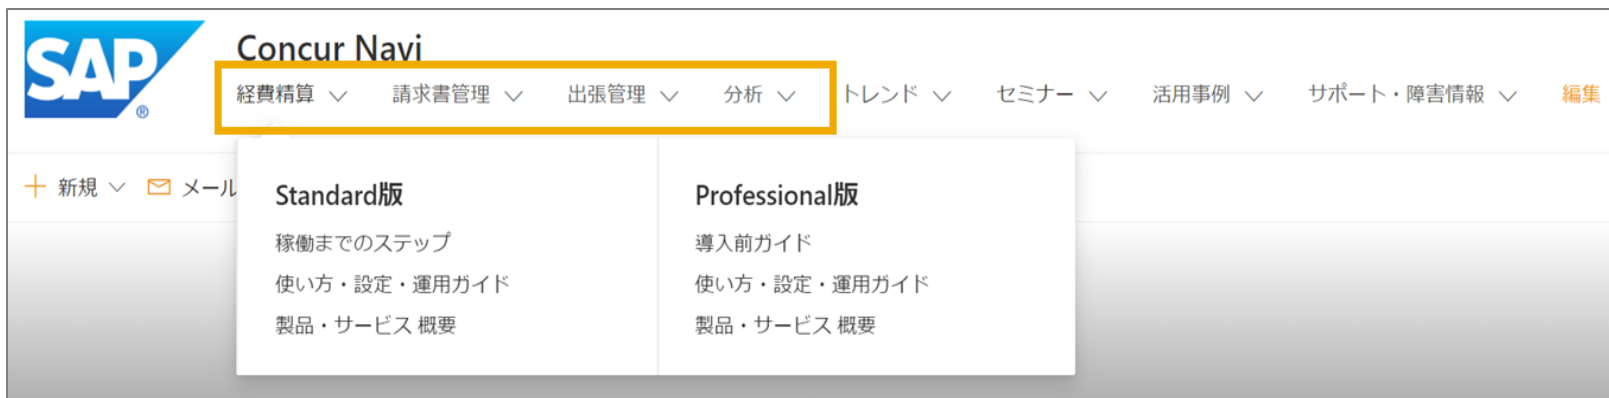 SAP®
Concur Navi
経費精算 請求書管理 出張管理 分析 トレンド セミナー 活用事例 サポート・障害情報 編集
新規 メール
Standard版 Professional版
稼働までのステップ 導入前ガイド
使い方・設定・運用ガイド 使い方・設定・運用ガイド
製品・サービス 概要 製品・サービス 概要